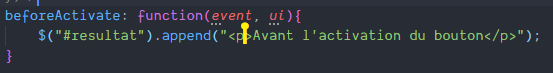 beforeActivate: function(event, ui){
$("#resultat").append("<p>Avant l'activation du bouton</p>");
}